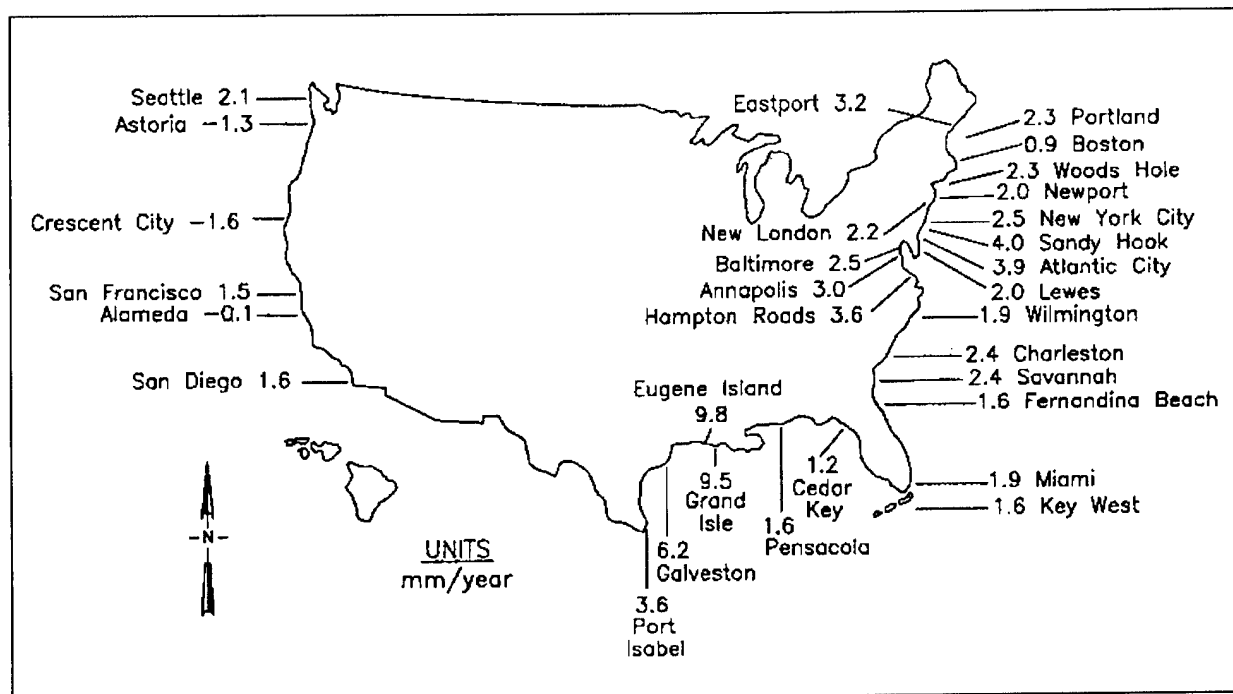 Seattle 2.1
Astoria -1.3
Crescent City -1.6
San Francisco 1.5
Alameda -0.1
San Diego 1.6
Eastport 3.2
2.3 Portland
0.9 Boston
2.3 Woods Hole
2.0 Newport
New London 2.2
2.5 New York City
4.0 Sandy Hook
Baltimore 2.5
3.9 Atlantic City
Annapolis 3.0
2.0 Lewes
Hampton Roads 3.6
1.9 Wilmington
2.4 Charleston
2.4 Savannah
1.6 Fernandina Beach
1.9 Miami
1.6 Key West
Eugene Island
9.8
9.5
Grand
Isle
1.2
Cedar
Key
1.6
Pensacola
6.2
Galveston
3.6
Port
Isabel
N
UNITS
mm/year